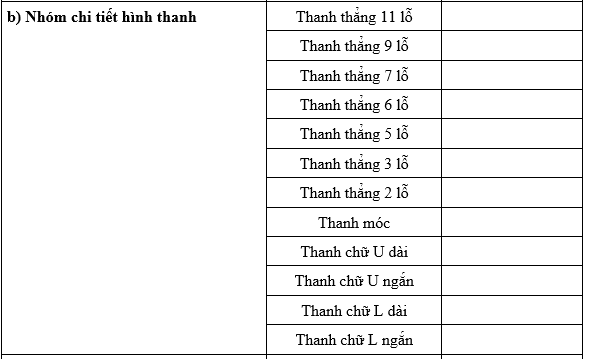 b) Nhóm chi tiết hình thanh
Thanh thẳng 11 lỗ
Thanh thẳng 9 lỗ
Thanh thẳng 7 lỗ
Thanh thẳng 6 lỗ
Thanh thẳng 5 lỗ
Thanh thẳng 3 lỗ
Thanh thẳng 2 lỗ
Thanh móc
Thanh chữ U dài
Thanh chữ U ngắn
Thanh chữ L dài
Thanh chữ L ngắn